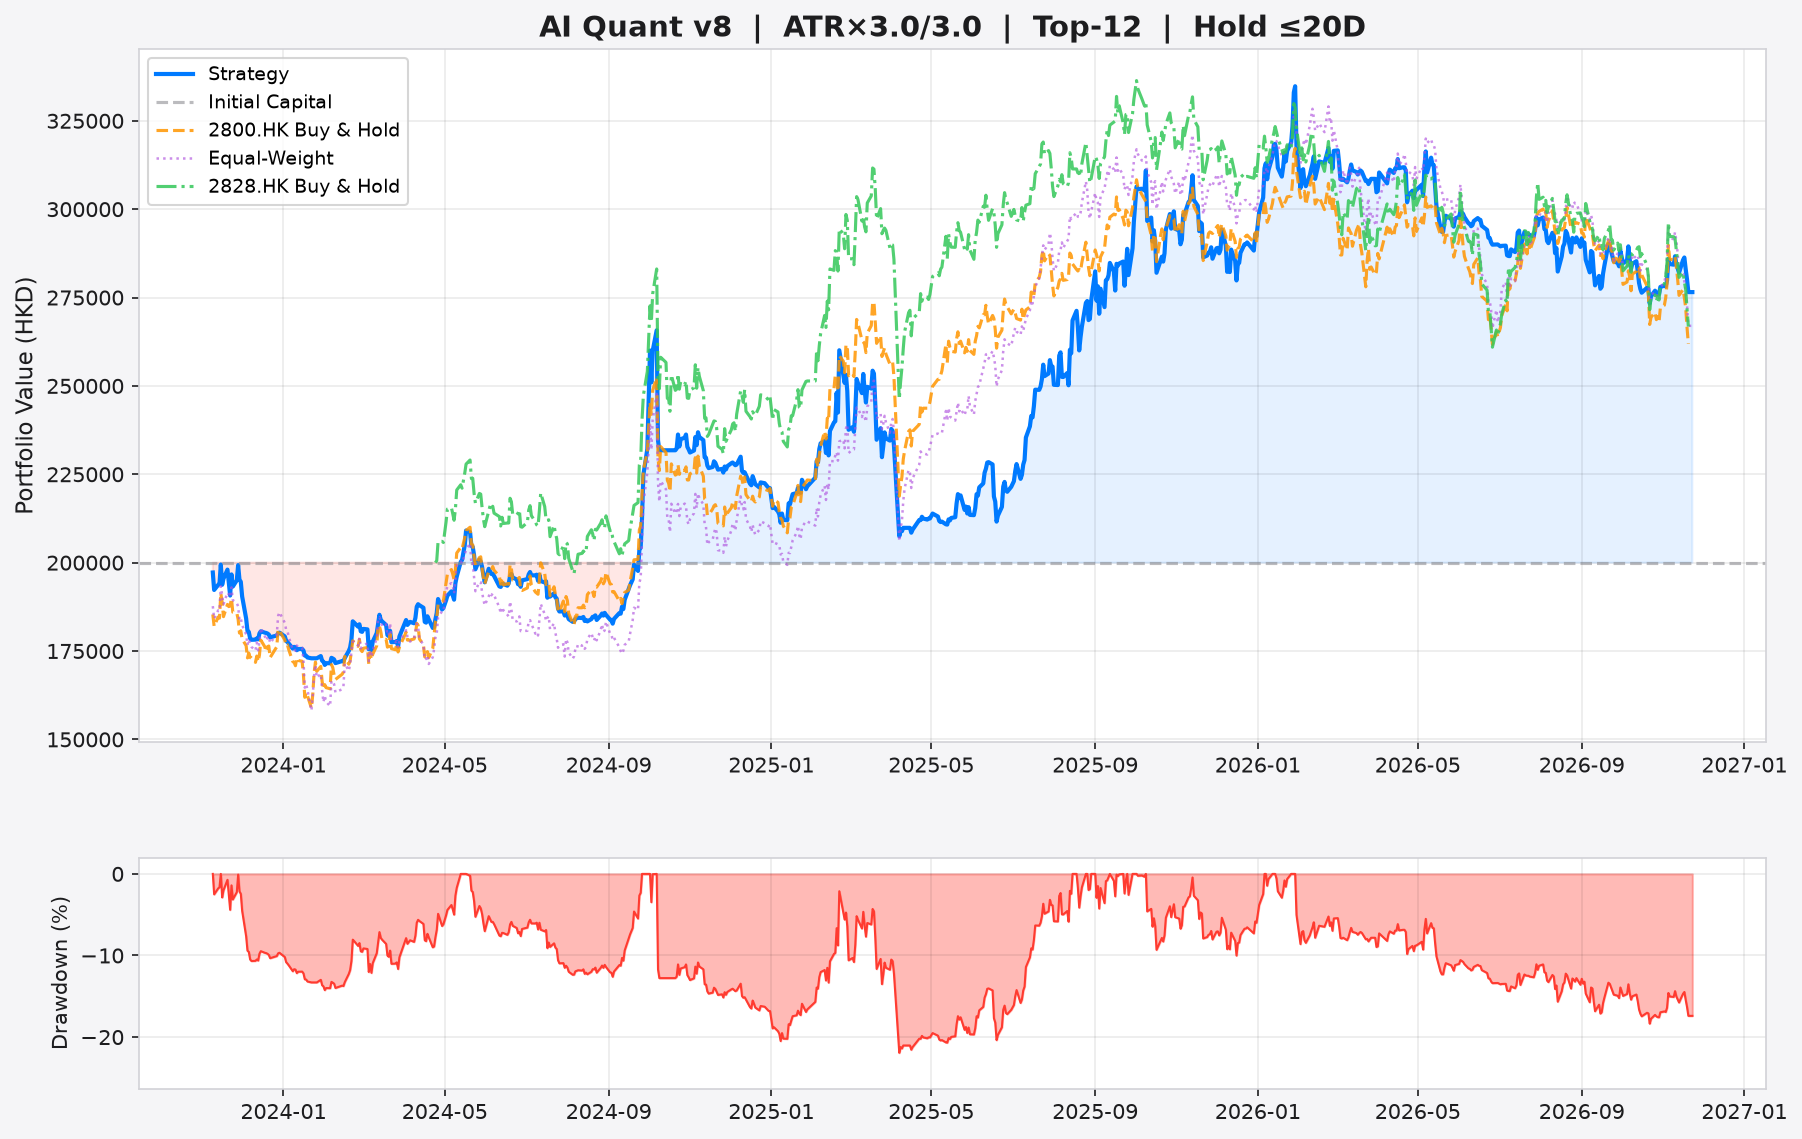 AI Quant v8 | ATR×3.0/3.0 | Top-12 | Hold ≤20D
Strategy
Initial Capital
2800.HK Buy & Hold
Equal-Weight
2828.HK Buy & Hold
Portfolio Value (HKD)
325000
300000
275000
250000
225000
200000
175000
150000
2024-01 2024-05 2024-09 2025-01 2025-05 2025-09 2026-01 2026-05 2026-09 2027-01
Drawdown (%)
0
−10
−20
2024-01 2024-05 2024-09 2025-01 2025-05 2025-09 2026-01 2026-05 2026-09 2027-01